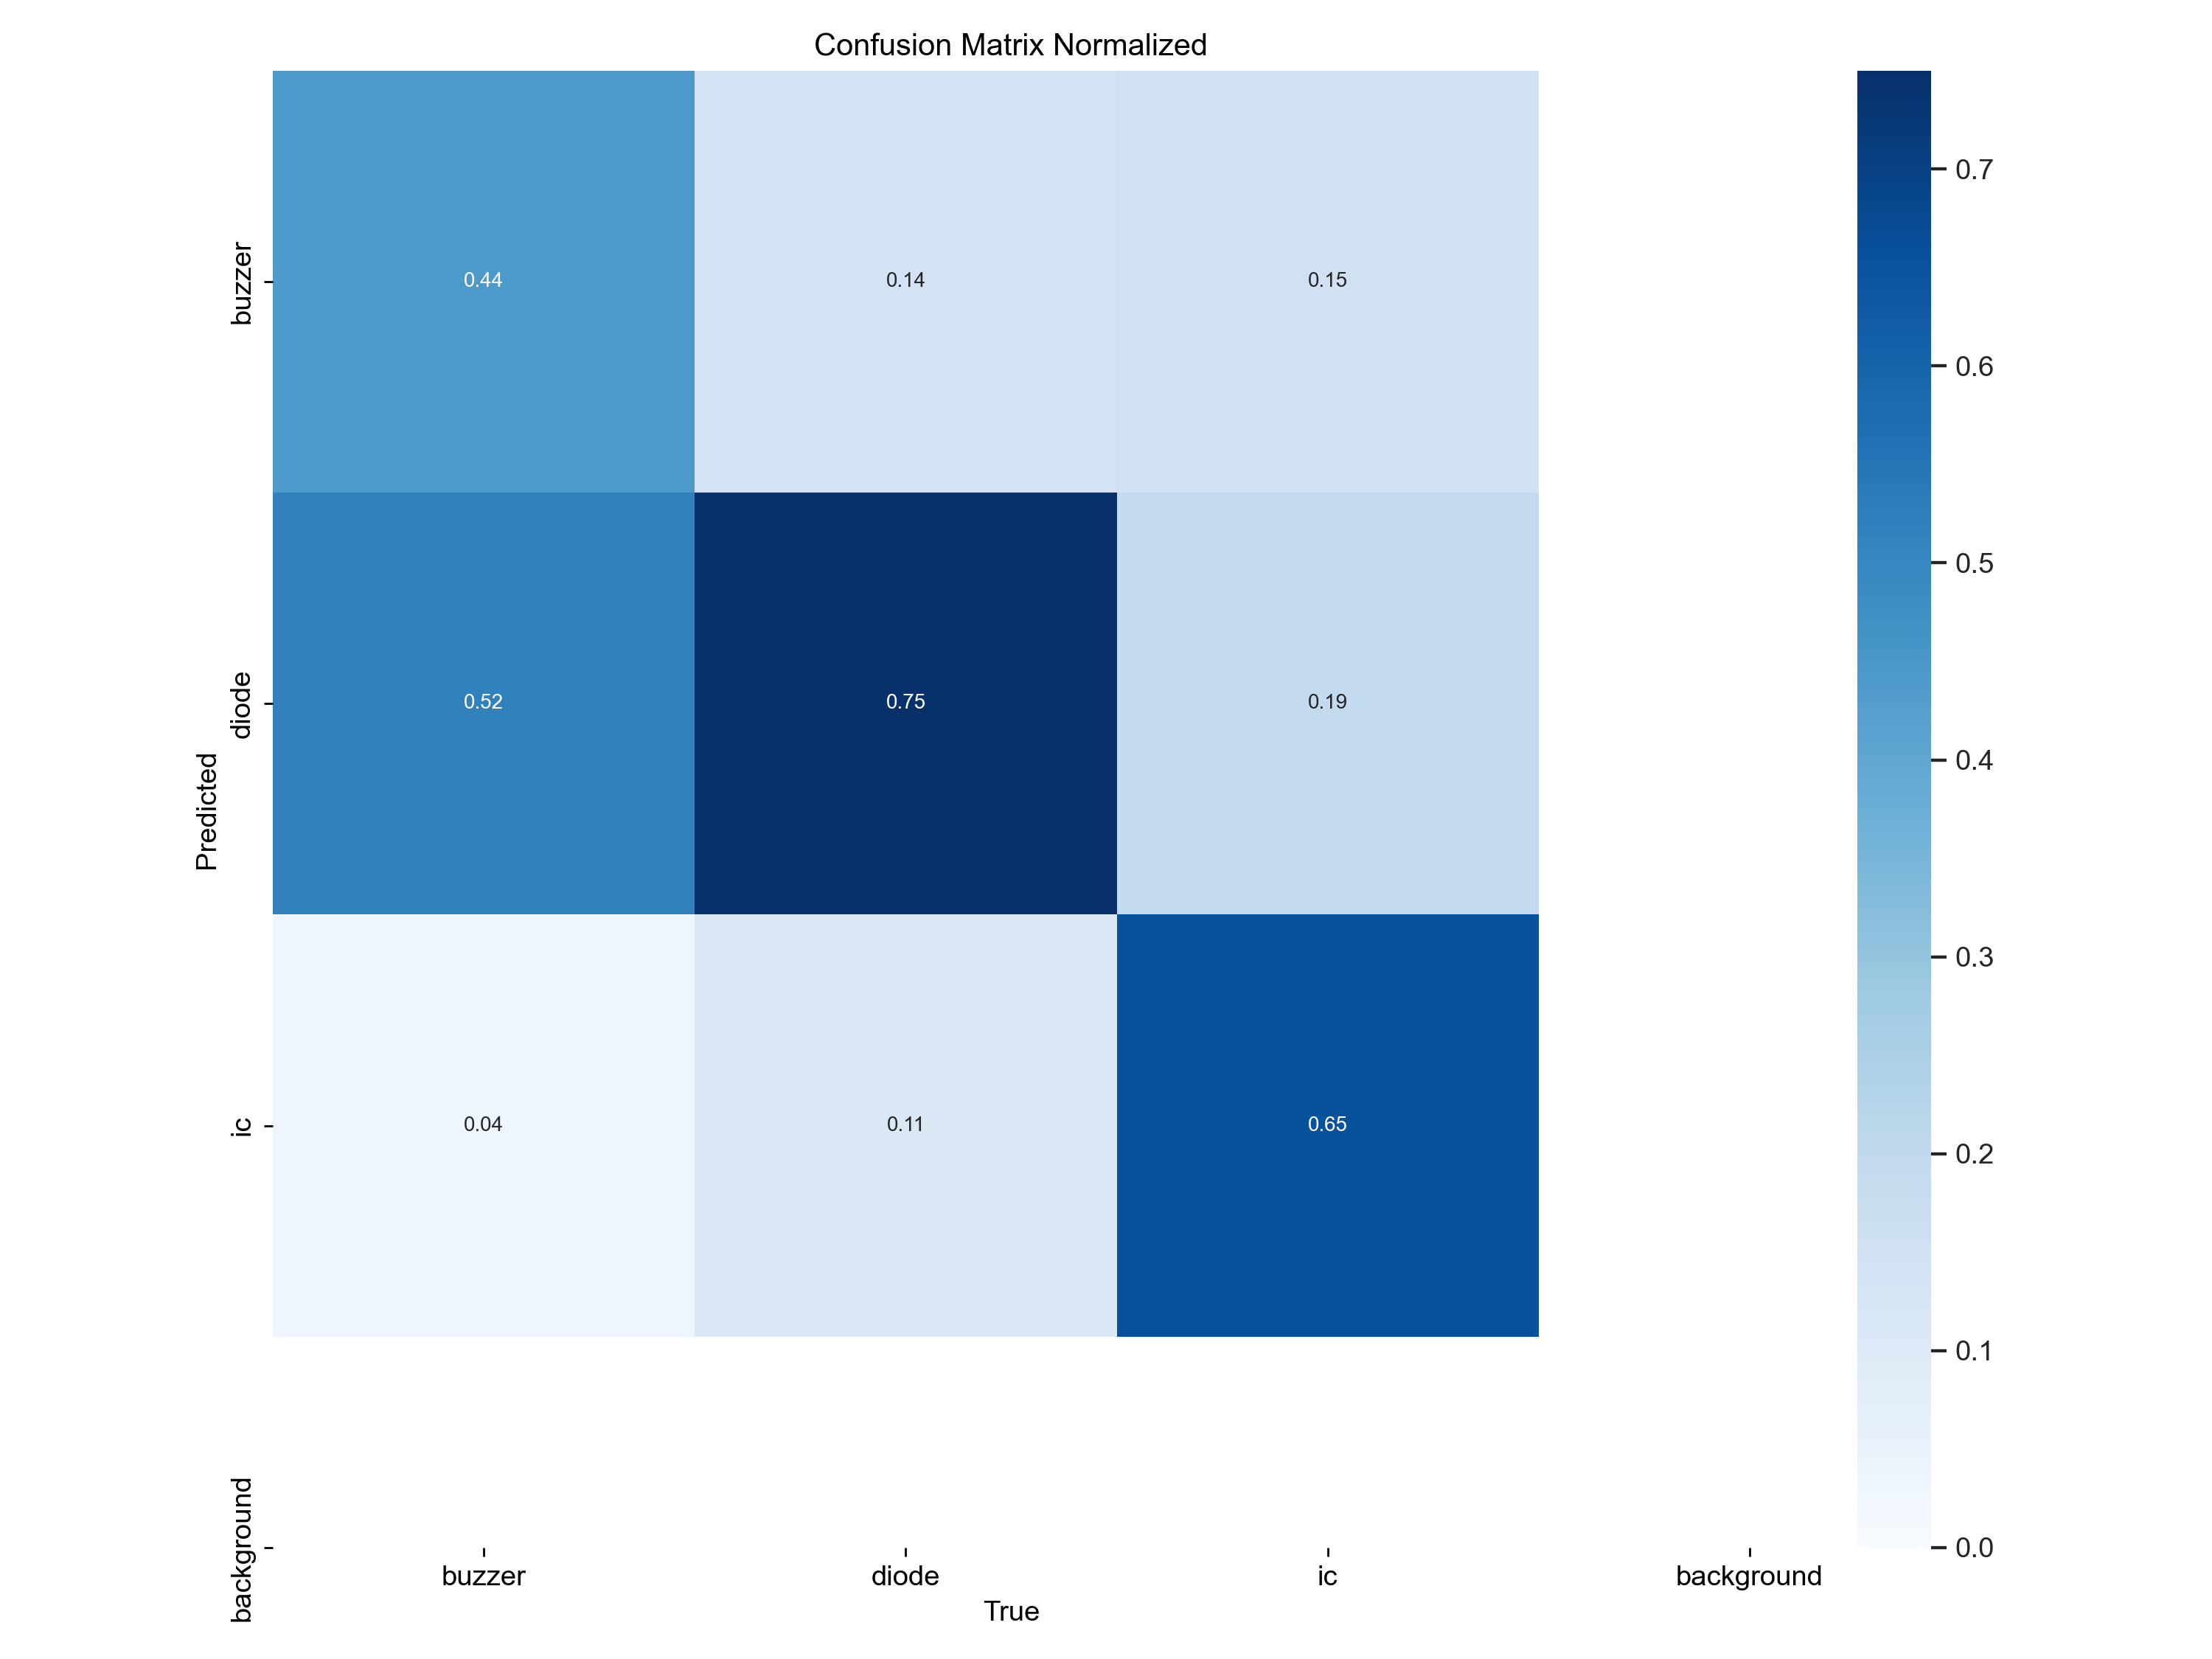 Confusion Matrix Normalized
buzzer
0.44
0.14
0.15
diode
0.52
0.75
0.19
ic
0.04
0.11
0.65
background
Predicted
buzzer
diode
ic
background
True
0.7
0.6
0.5
0.4
0.3
0.2
0.1
0.0